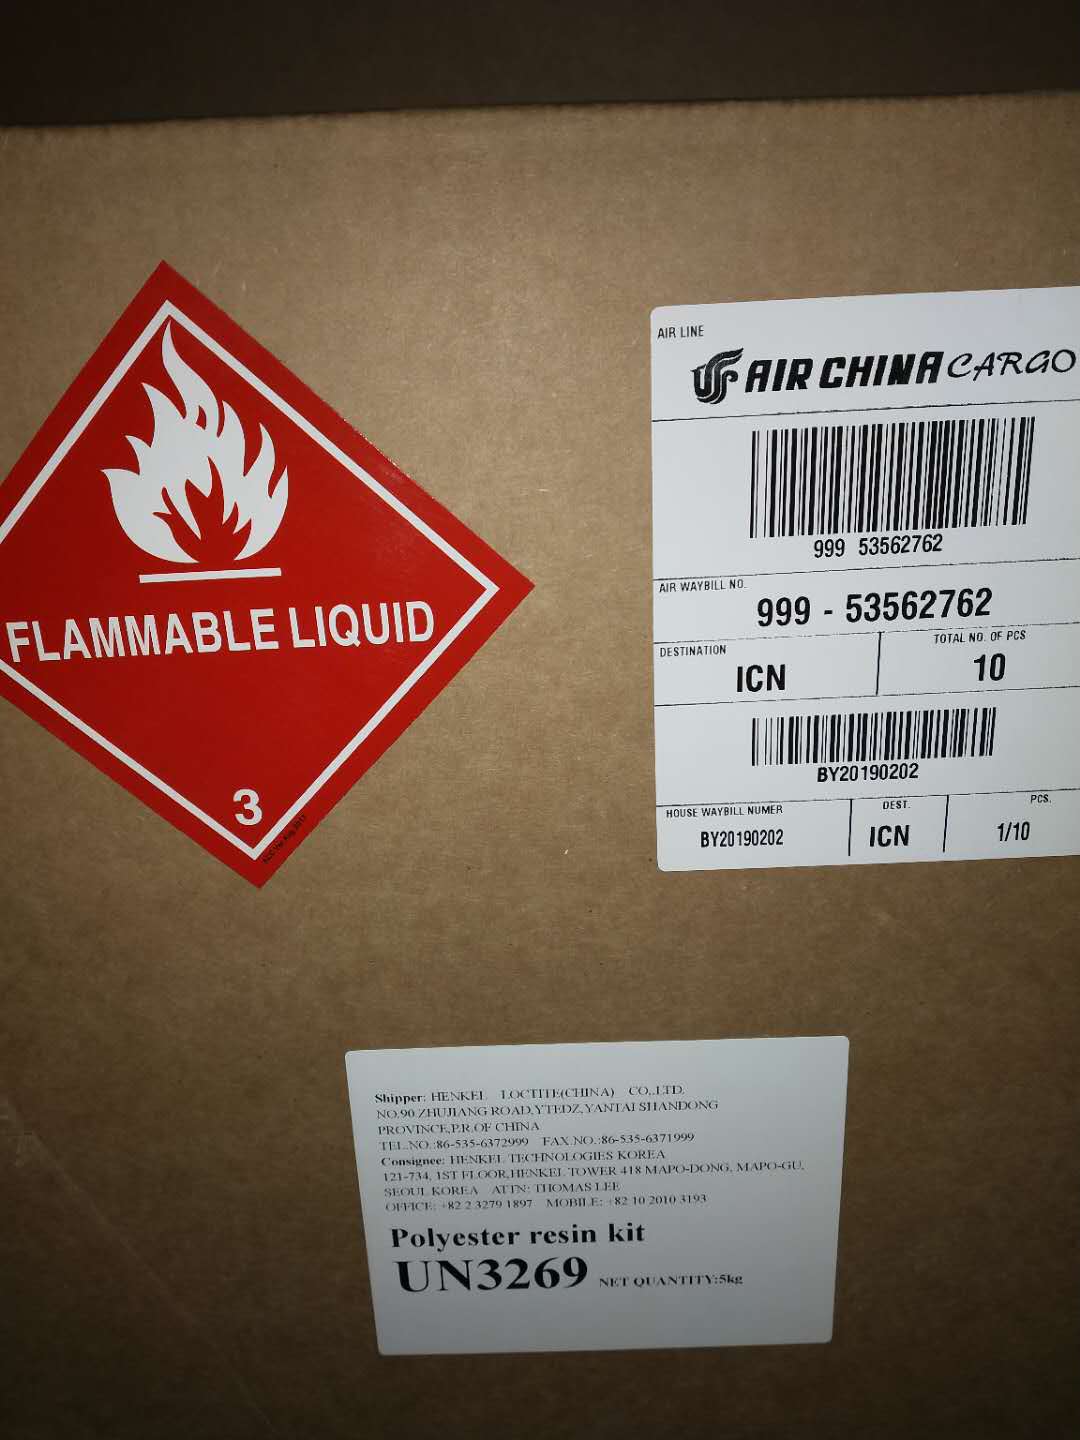 FLAMMABLE LIQUID
3
AIR LINE
AIR CHINA CARGO
999 53562762
AIR WAYBILL NO.
999 - 53562762
DESTINATION
ICN
TOTAL NO. OF PCS
10
BY20190202
HOUSE WAYBILL NUMER
BY20190202
DEST.
ICN
PCS.
1/10
Shipper: HENKEL LOCTITE(CHINA) CO.,LTD.
NO.90 ZHUJIANG ROAD,YTEDZ,YANTAI SHANDONG
PROVINCE,P.R.OF CHINA
TEL.NO.:86-535-6372999 FAX.NO.:86-535-6371999
Consignee: HENKEL TECHNOLOGIES KOREA
121-734, 1ST FLOOR,HENKEL TOWER 418 MAPO-DONG, MAPO-GU,
SEOUL KOREA ATTN: THOMAS LEE
OFFICE: +82 2 3279 1897 MOBILE: +82 10 2010 3193
Polyester resin kit
UN3269 NET QUANTITY:5kg